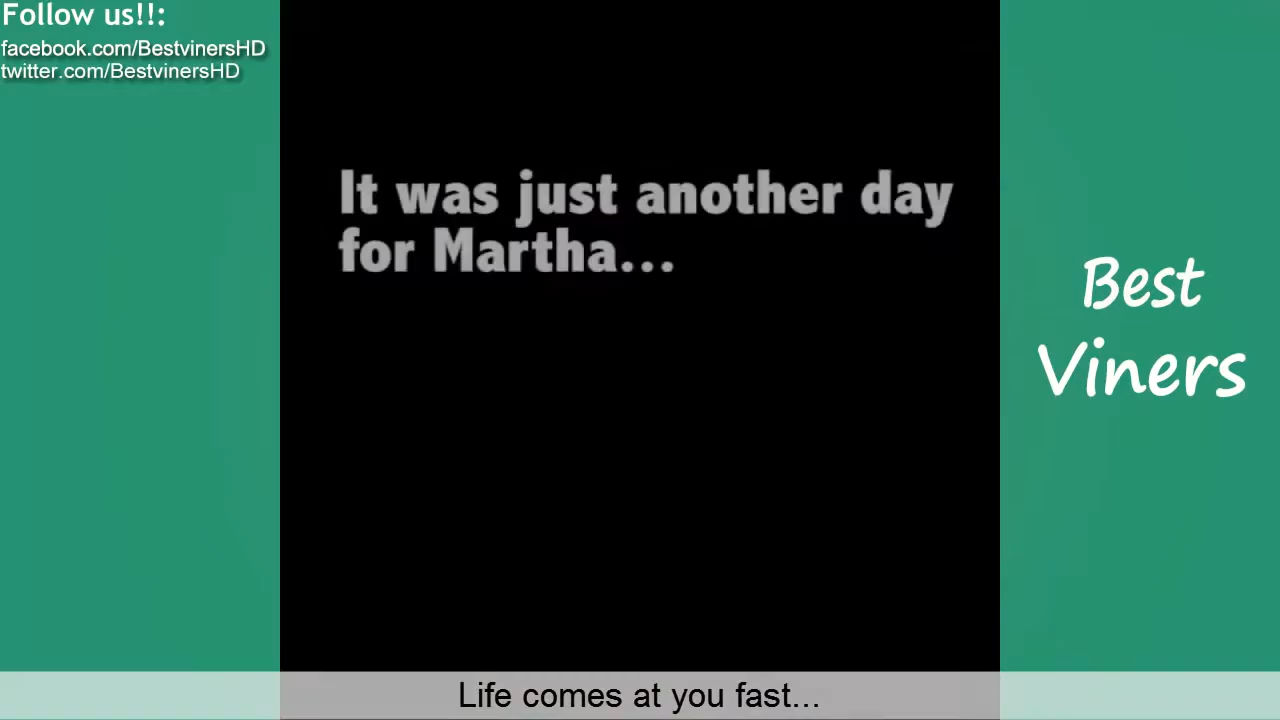 Follow us!!:
facebook.com/BestvinersHD
twitter.com/BestvinersHD
It was just another day
for Martha...
Best
Viners
Life comes at you fast...